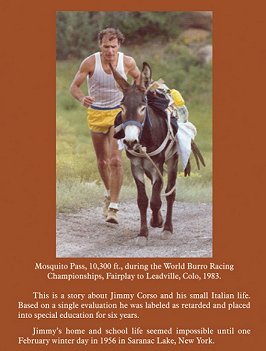 Mosquito Pass, 10,300 ft., during the World Burro Racing
Championships, Fairplay to Leadville, Colo, 1983.
This is a story about Jimmy Corso and his small Italian life.
Based on a single evaluation he was labeled as retarded and placed
into special education for six years.
Jimmy's home and school life seemed impossible until one
February winter day in 1956 in Saranac Lake, New York.